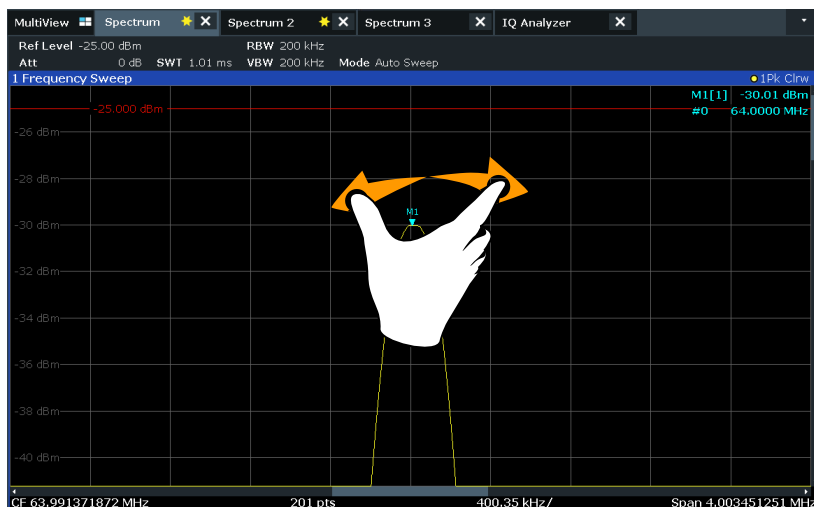 MultiView Spectrum Spectrum 2 Spectrum 3 IQ Analyzer
Ref Level -25.00 dBm RBW 200 kHz
Att 0 dB SWT 1.01 ms VBW 200 kHz Mode Auto Sweep
1 Frequency Sweep 1Pk Clrw
M1[1] -30.01 dBm
-25.000 dBm #0 64.0000 MHz
-26 dBm
-28 dBm
M1
-30 dBm
-32 dBm
-34 dBm
-36 dBm
-38 dBm
-40 dBm
CF 63.991371872 MHz 201 pts 400.35 kHz/ Span 4.003451251 MHz